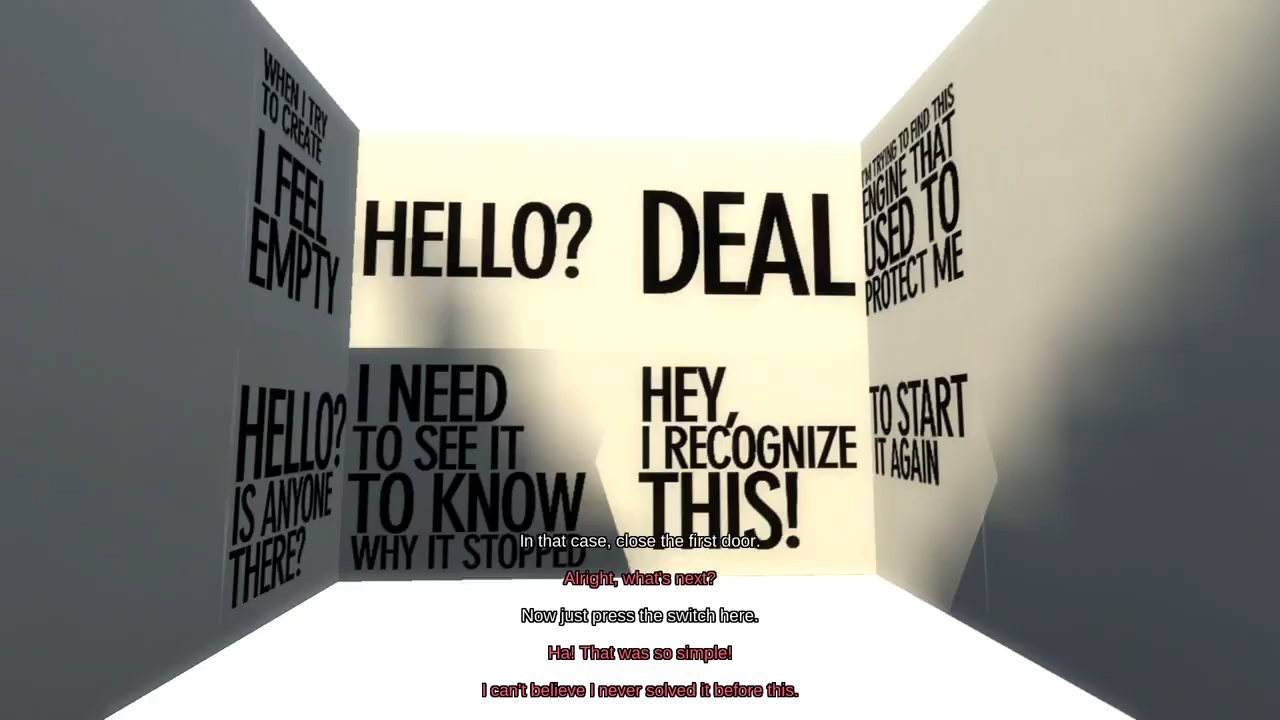 WHEN I TRY
TO CREATE
I FEEL
EMPTY
HELLO?
DEAL
I'M TRYING TO FIND THIS
ENGINE THAT
USED TO
PROTECT ME
HELLO?
IS ANYONE
THERE?
I NEED
TO SEE IT
TO KNOW
WHY IT STOPPED
HEY,
I RECOGNIZE
THIS!
TO START
IT AGAIN
In that case, close the first door.
Alright, what's next?
Now just press the switch here.
Ha! That was so simple!
I can't believe I never solved it before this.